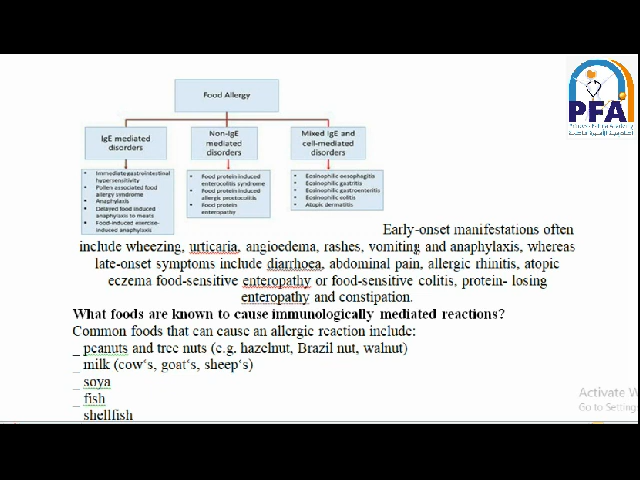 PFA
Food Allergy
IgE mediated
disorders
Non-IgE
mediated
disorders
Mixed IgE and
cell-mediated
disorders
Immediate gastrointestinal
hypersensitivity
Pollen associated food
allergy syndrome
Anaphylaxis
Delayed food induced
anaphylaxis to meats
Food-induced exercise-
induced anaphylaxis
Food protein induced
enterocolitis syndrome
Food protein induced
allergic proctocolitis
Food protein
enteropathy
Eosinophilic oesophagitis
Eosinophilic gastritis
Eosinophilic gastroenteritis
Eosinophilic colitis
Atopic dermatitis
Early-onset manifestations often
include wheezing, urticaria, angioedema, rashes, vomiting and anaphylaxis, whereas
late-onset symptoms include diarrhoea, abdominal pain, allergic rhinitis, atopic
eczema food-sensitive enteropathy or food-sensitive colitis, protein- losing
enteropathy and constipation.
What foods are known to cause immunologically mediated reactions?
Common foods that can cause an allergic reaction include:
_ peanuts and tree nuts (e.g. hazelnut, Brazil nut, walnut)
_ milk (cow‘s, goat‘s, sheep‘s)
_ soya
_ fish
shellfish
Activate W
Go to Settings